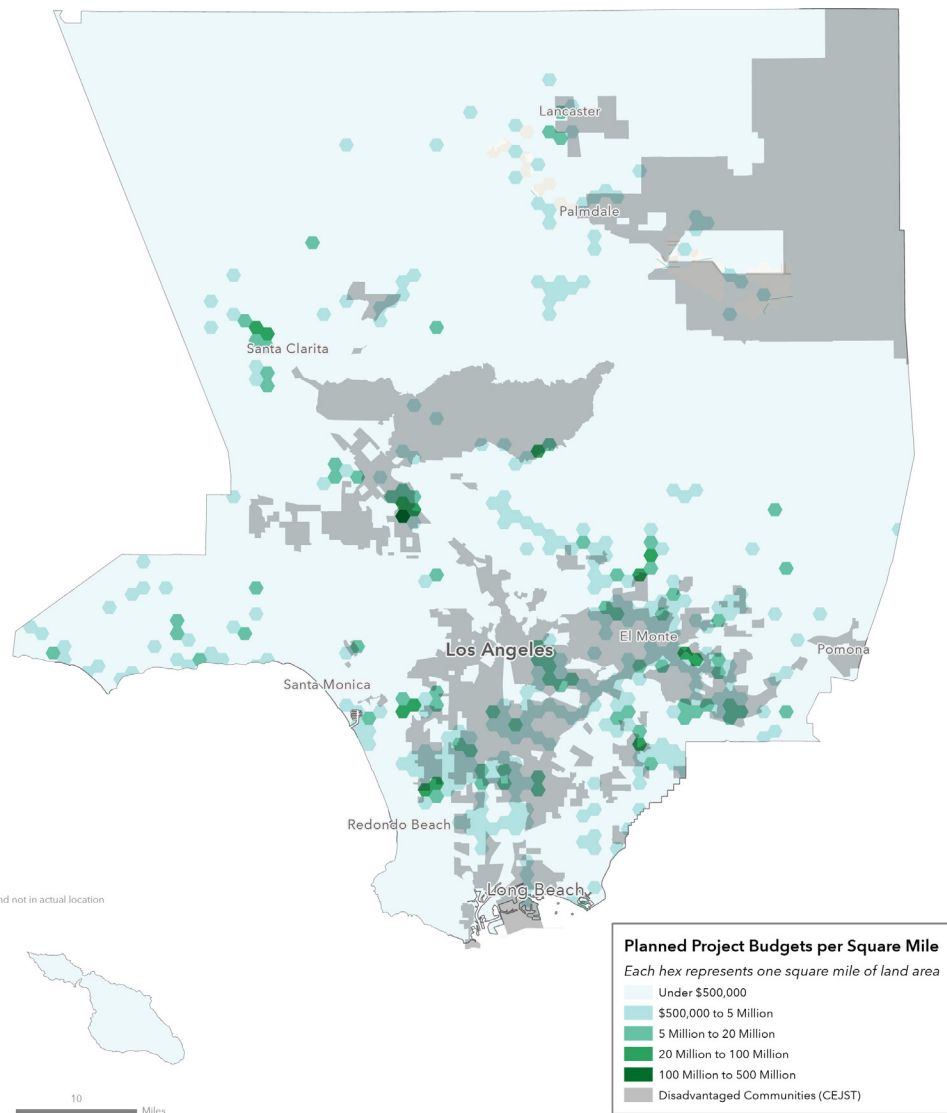 Lancaster
Palmdale
Santa Clarita
El Monte
Los Angeles
Pomona
Santa Monica
Redondo Beach
Long Beach
nd not in actual location
Planned Project Budgets per Square Mile
Each hex represents one square mile of land area
Under $500,000
$500,000 to 5 Million
5 Million to 20 Million
20 Million to 100 Million
100 Million to 500 Million
Disadvantaged Communities (CEJST)
10
Miles